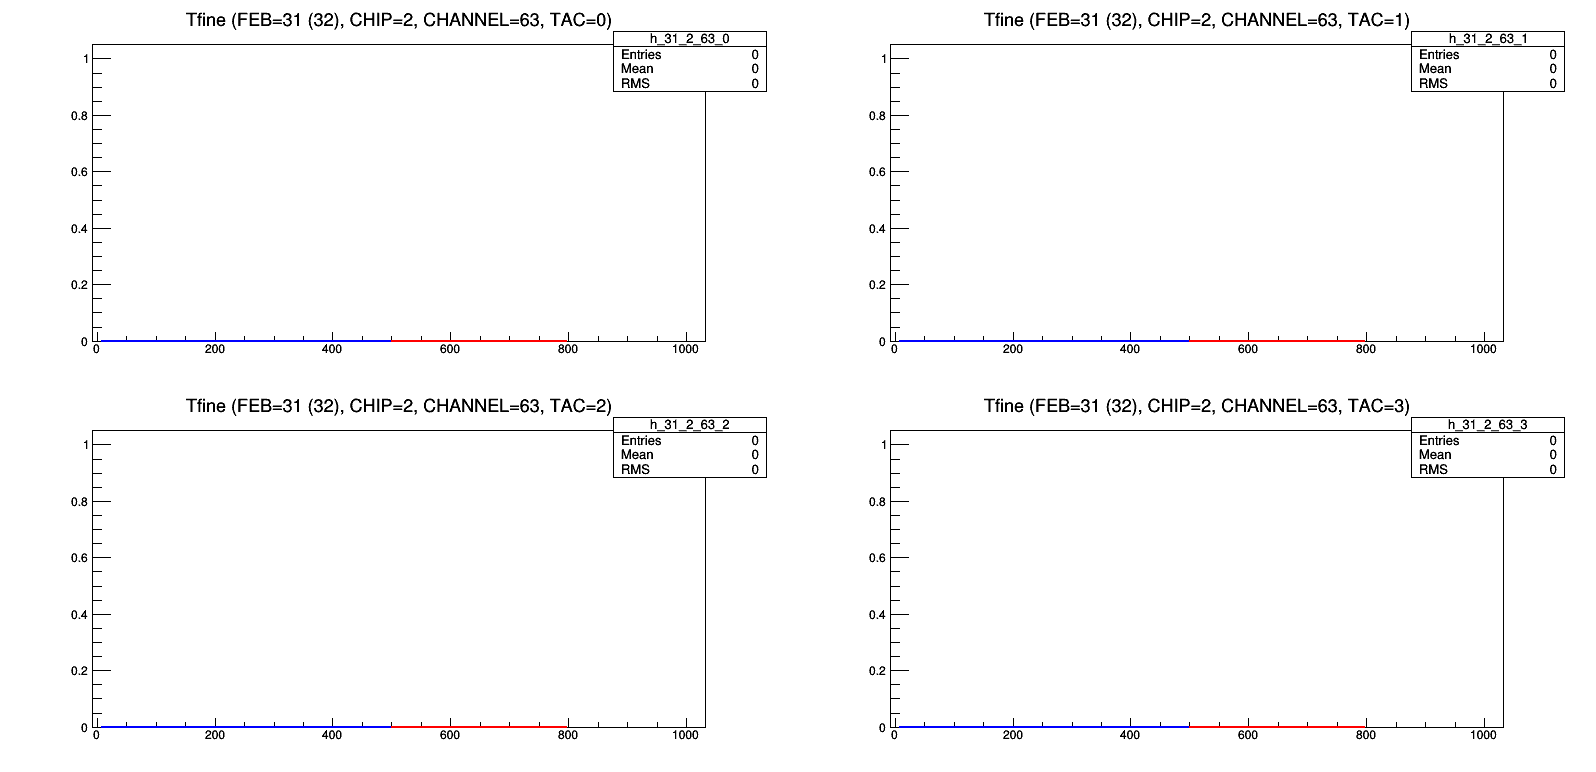 Tfine (FEB=31 (32), CHIP=2, CHANNEL=63, TAC=0)
h_31_2_63_0
Entries 0
Mean 0
RMS 0
1
0.8
0.6
0.4
0.2
0
0 200 400 600 800 1000
Tfine (FEB=31 (32), CHIP=2, CHANNEL=63, TAC=1)
h_31_2_63_1
Entries 0
Mean 0
RMS 0
1
0.8
0.6
0.4
0.2
0
0 200 400 600 800 1000
Tfine (FEB=31 (32), CHIP=2, CHANNEL=63, TAC=2)
h_31_2_63_2
Entries 0
Mean 0
RMS 0
1
0.8
0.6
0.4
0.2
0
0 200 400 600 800 1000
Tfine (FEB=31 (32), CHIP=2, CHANNEL=63, TAC=3)
h_31_2_63_3
Entries 0
Mean 0
RMS 0
1
0.8
0.6
0.4
0.2
0
0 200 400 600 800 1000